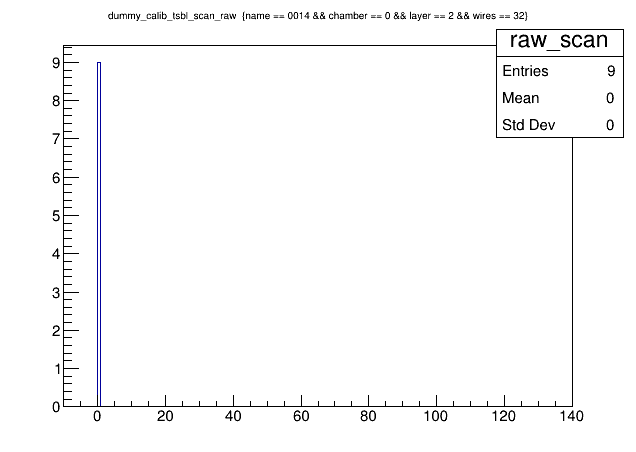 dummy_calib_tsbl_scan_raw {name == 0014 && chamber == 0 && layer == 2 && wires == 32}
raw_scan
Entries 9
Mean 0
Std Dev 0
9
8
7
6
5
4
3
2
1
0
0 20 40 60 80 100 120 140